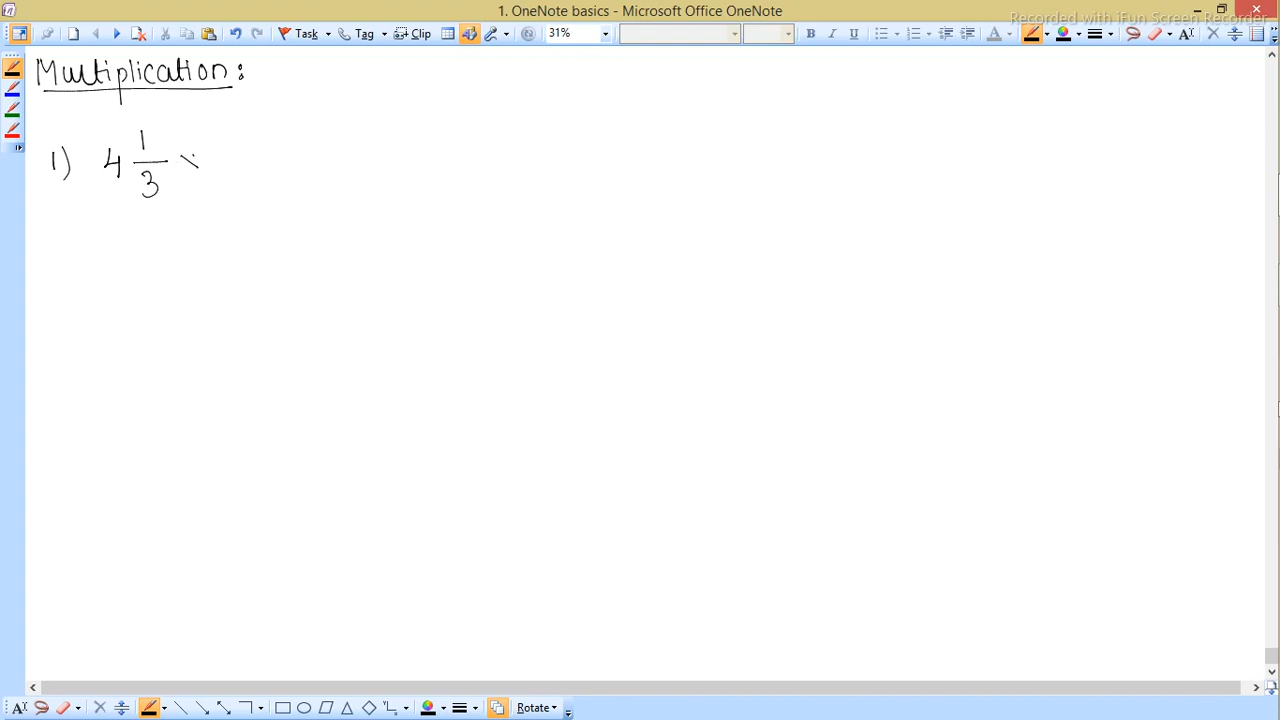 1. OneNote basics - Microsoft Office OneNote
Recorded with iFun Screen Recorder
Task Tag Clip 31% B I U A
Multiplication:
1) 4 1/3 ×
Rotate